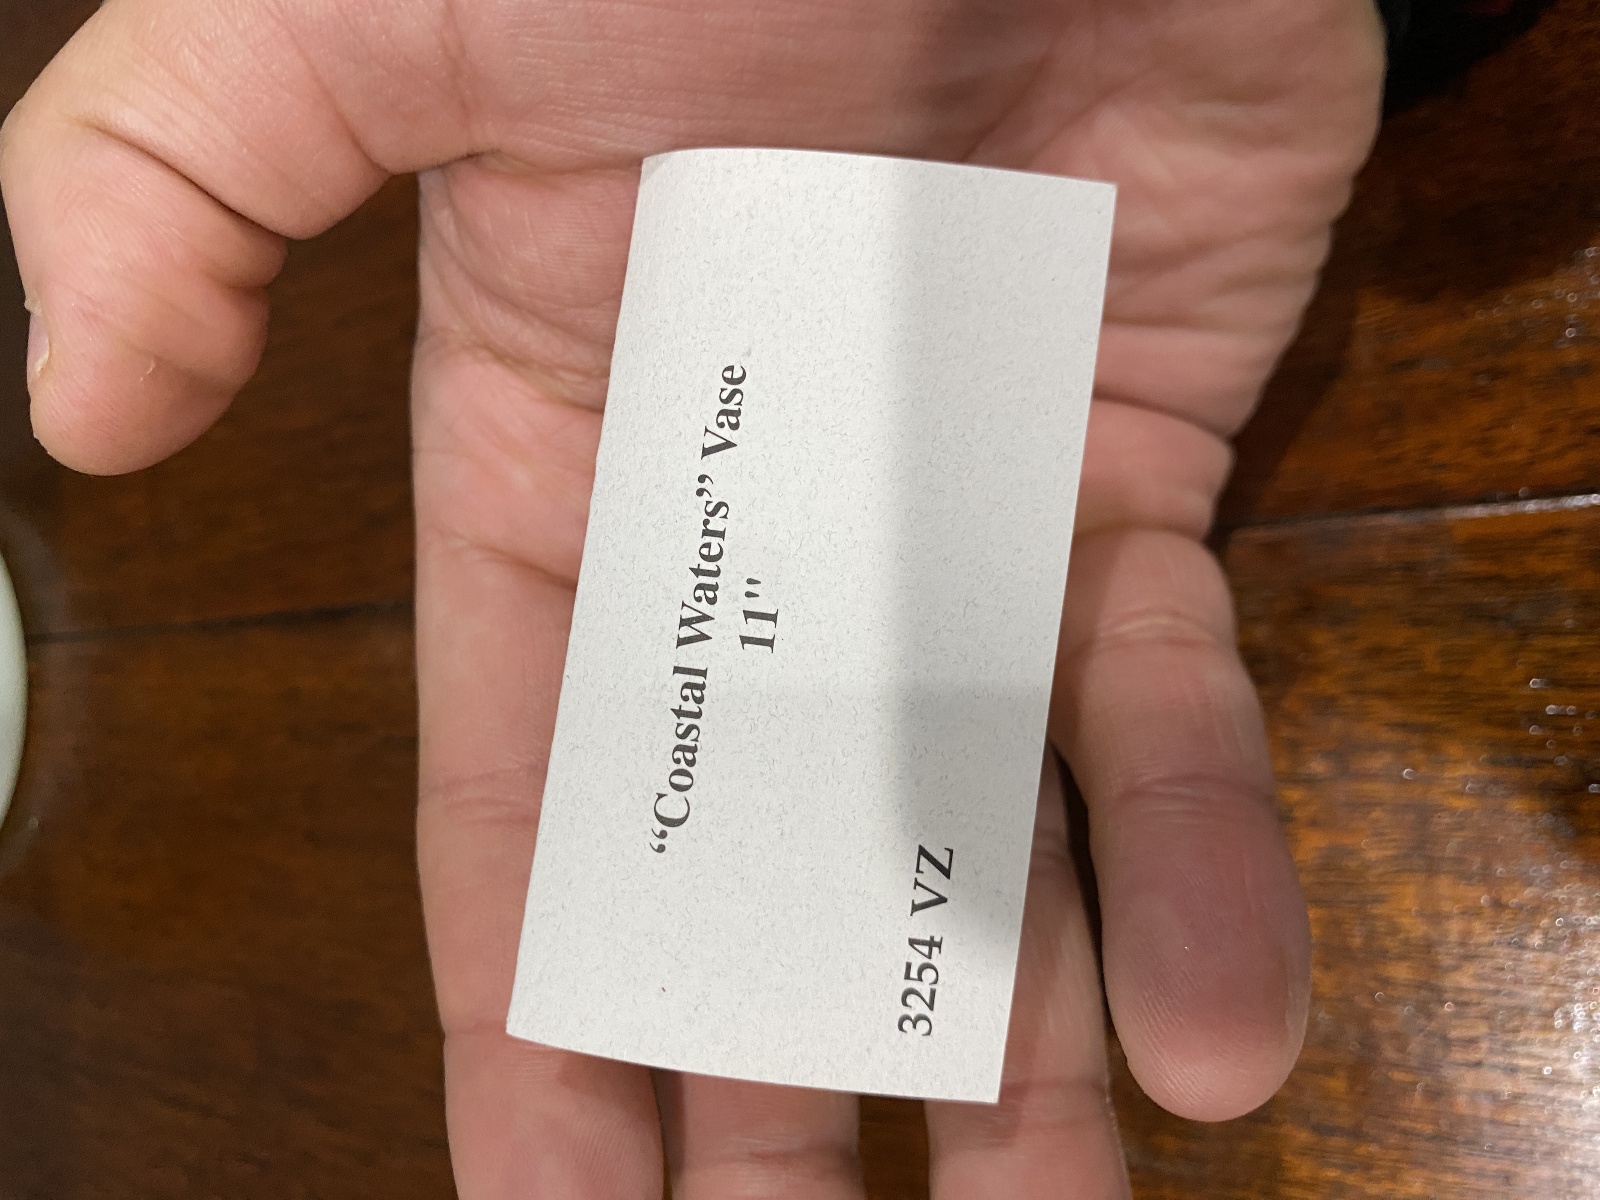 “Coastal Waters” Vase
11"
3254 VZ